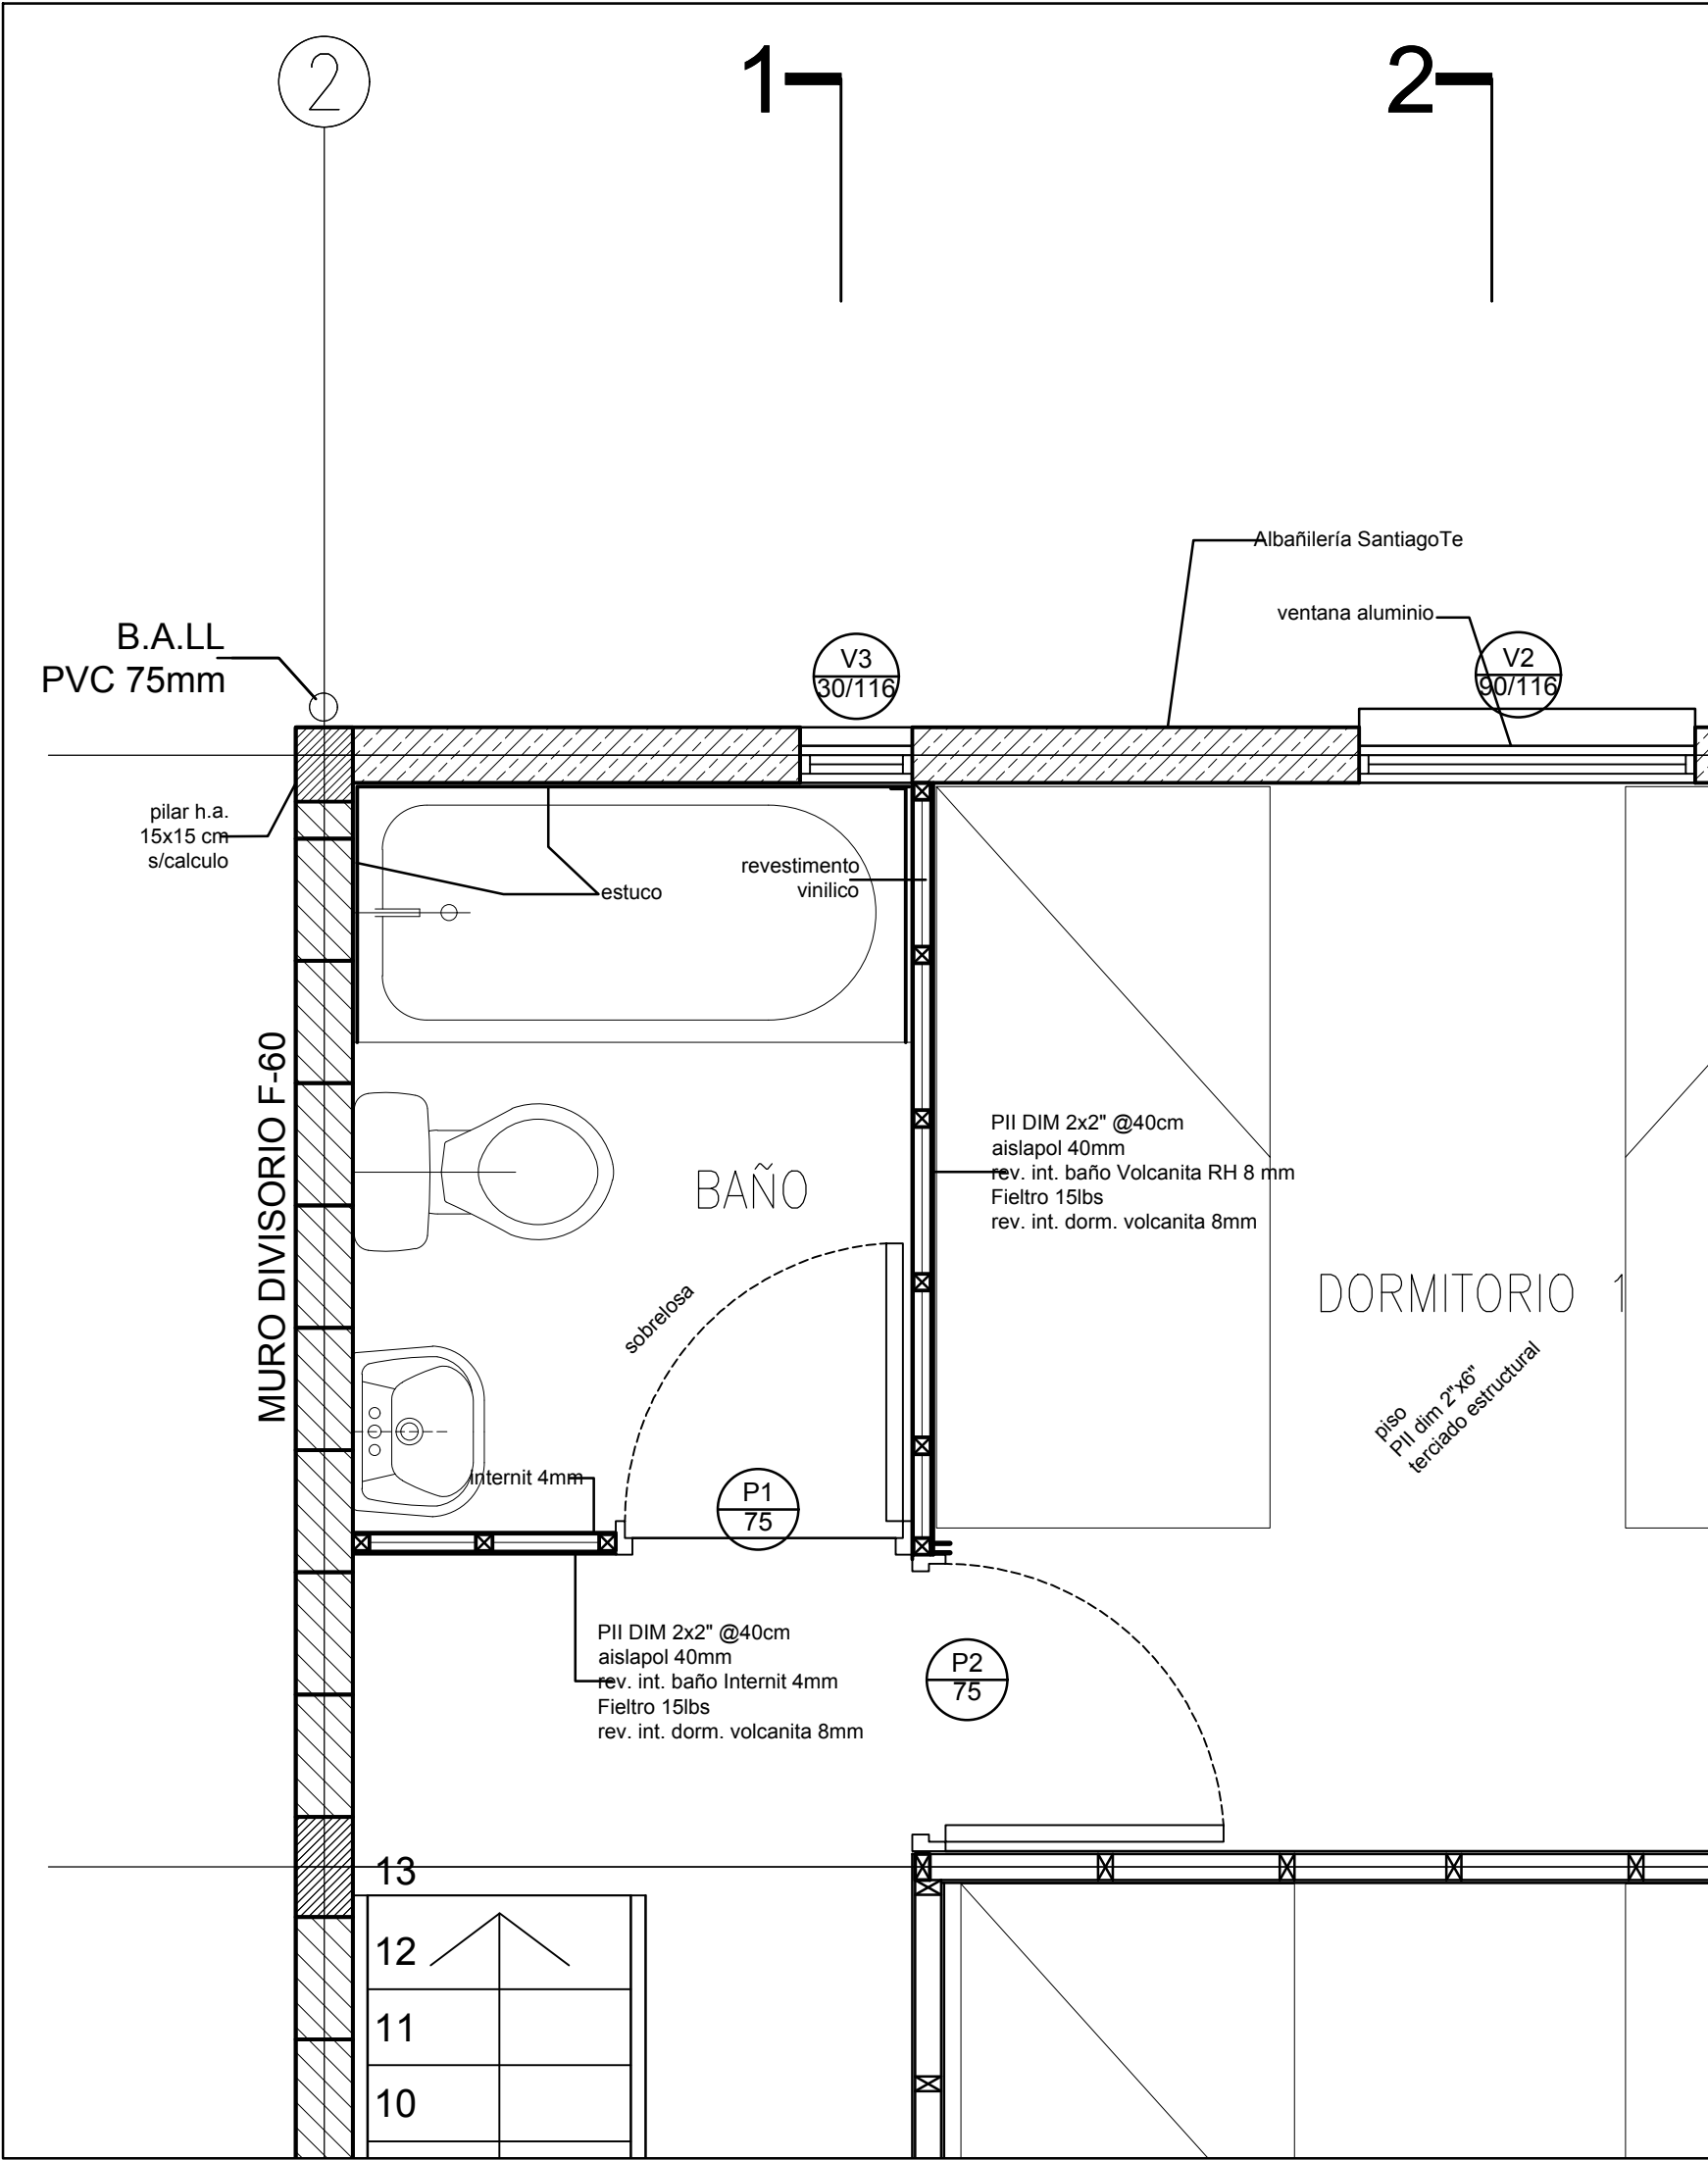 2
1
2
Albañilería SantiagoTe
ventana aluminio
B.A.LL
PVC 75mm
V3
30/116
V2
90/116
pilar h.a.
15x15 cm
s/calculo
estuco
revestimento
vinilico
MURO DIVISORIO F-60
BAÑO
PII DIM 2x2" @40cm
aislapol 40mm
rev. int. baño Volcanita RH 8 mm
Fieltro 15lbs
rev. int. dorm. volcanita 8mm
sobrelosa
DORMITORIO 1
piso
PII dim 2"x6"
terciado estructural
internit 4mm
P1
75
PII DIM 2x2" @40cm
aislapol 40mm
rev. int. baño Internit 4mm
Fieltro 15lbs
rev. int. dorm. volcanita 8mm
P2
75
13
12
11
10